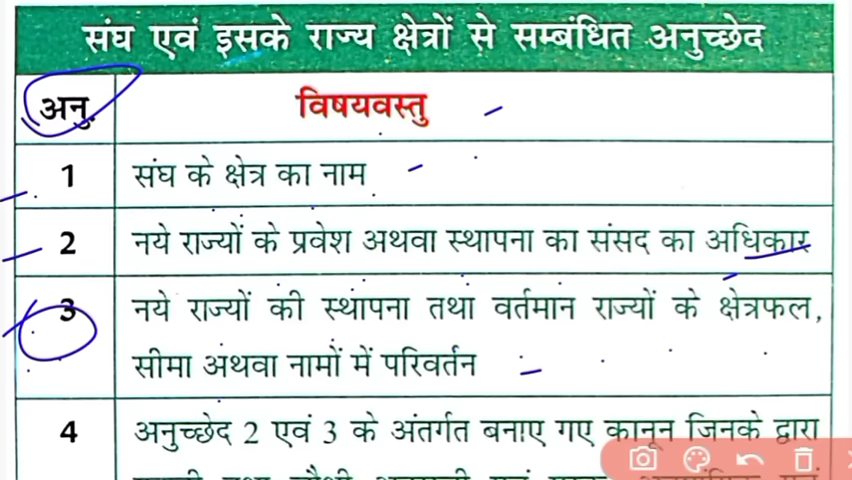 संघ एवं इसके राज्य क्षेत्रों से सम्बंधित अनुच्छेद
अनु. विषयवस्तु
1 संघ के क्षेत्र का नाम
2 नये राज्यों के प्रवेश अथवा स्थापना का संसद का अधिकार
3 नये राज्यों की स्थापना तथा वर्तमान राज्यों के क्षेत्रफल,
सीमा अथवा नामों में परिवर्तन
4 अनुच्छेद 2 एवं 3 के अंतर्गत बनाए गए कानून जिनके द्वारा